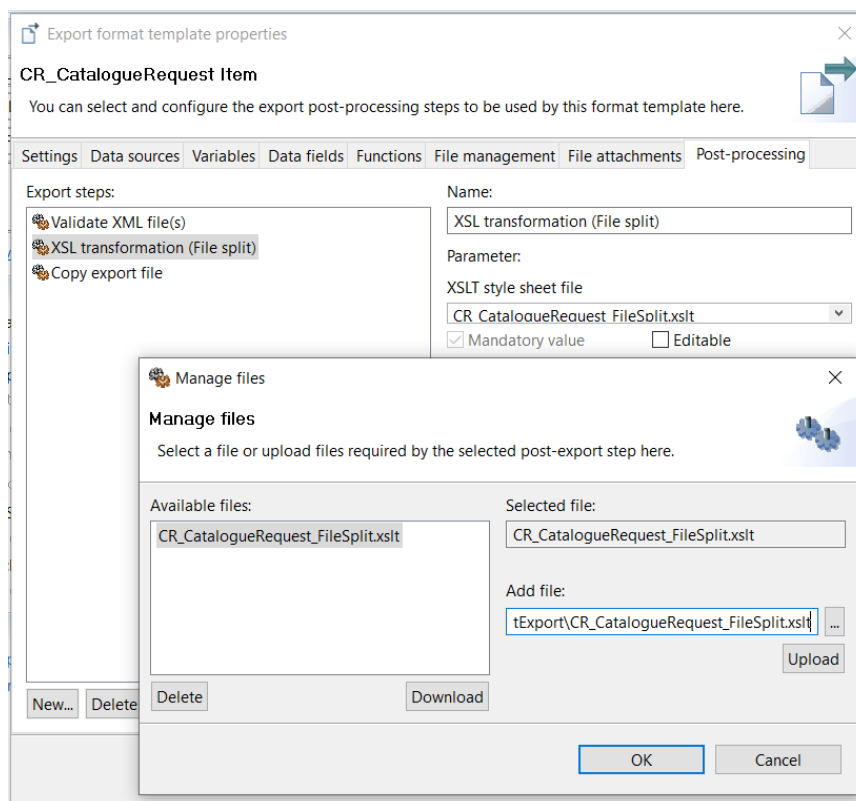 Export format template properties
CR_CatalogueRequest Item
You can select and configure the export post-processing steps to be used by this format template here.
Settings Data sources Variables Data fields Functions File management File attachments Post-processing
Export steps:
Validate XML file(s)
XSL transformation (File split)
Copy export file
Name:
XSL transformation (File split)
Parameter:
XSLT style sheet file
CR_CatalogueRequest_FileSplit.xslt
Mandatory value
Editable
Manage files
Manage files
Select a file or upload files required by the selected post-export step here.
Available files:
CR_CatalogueRequest_FileSplit.xslt
Selected file:
CR_CatalogueRequest_FileSplit.xslt
Add file:
tExport\CR_CatalogueRequest_FileSplit.xslt
...
Upload
Delete
Download
New...
Delete
OK
Cancel